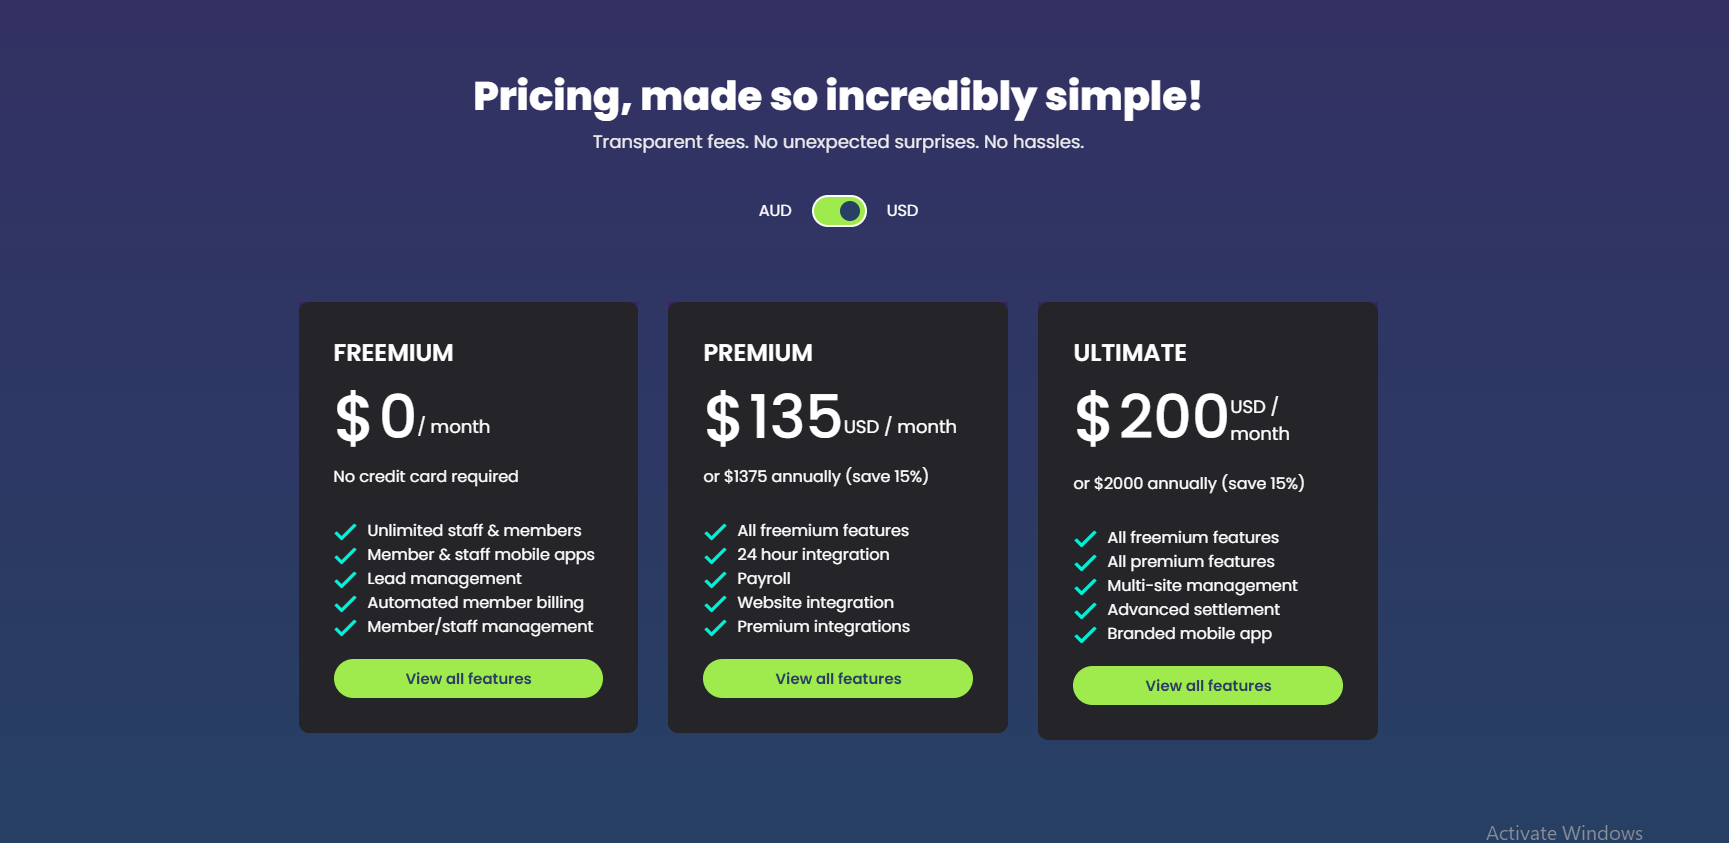 Pricing, made so incredibly simple!
Transparent fees. No unexpected surprises. No hassles.
AUD USD
FREEMIUM
$0/ month
No credit card required
Unlimited staff & members
Member & staff mobile apps
Lead management
Automated member billing
Member/staff management
View all features
PREMIUM
$135USD / month
or $1375 annually (save 15%)
All freemium features
24 hour integration
Payroll
Website integration
Premium integrations
View all features
ULTIMATE
$200USD /
month
or $2000 annually (save 15%)
All freemium features
All premium features
Multi-site management
Advanced settlement
Branded mobile app
View all features
Activate Windows